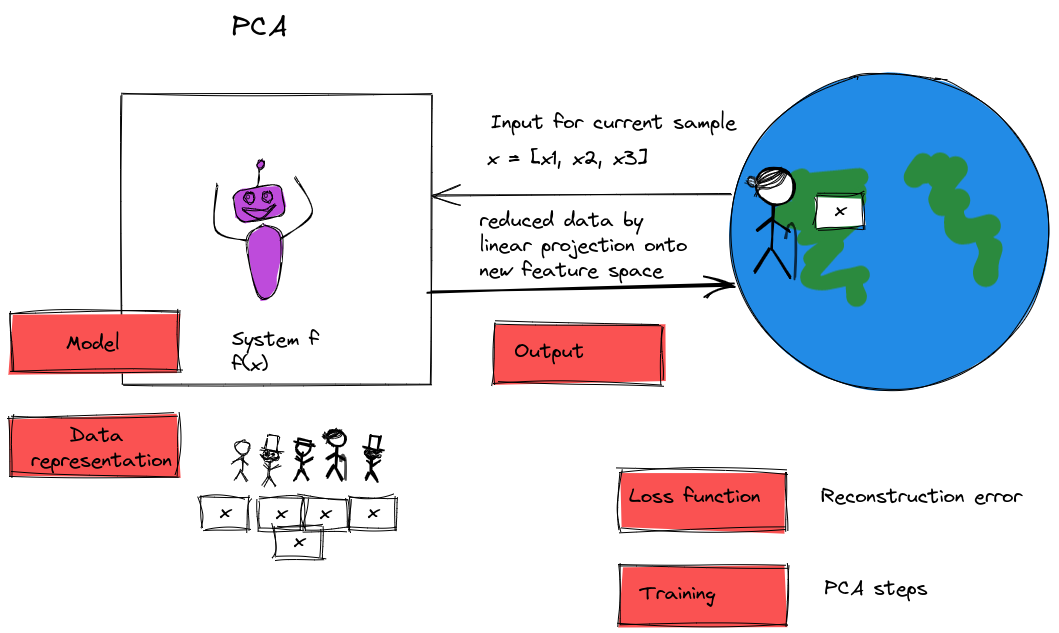 PCA
Input for current sample
x = [x1, x2, x3]
x
reduced data by
linear projection onto
new feature space
Model
System f
f(x)
Output
Data
representation
x x x x
x
Loss function Reconstruction error
Training PCA steps